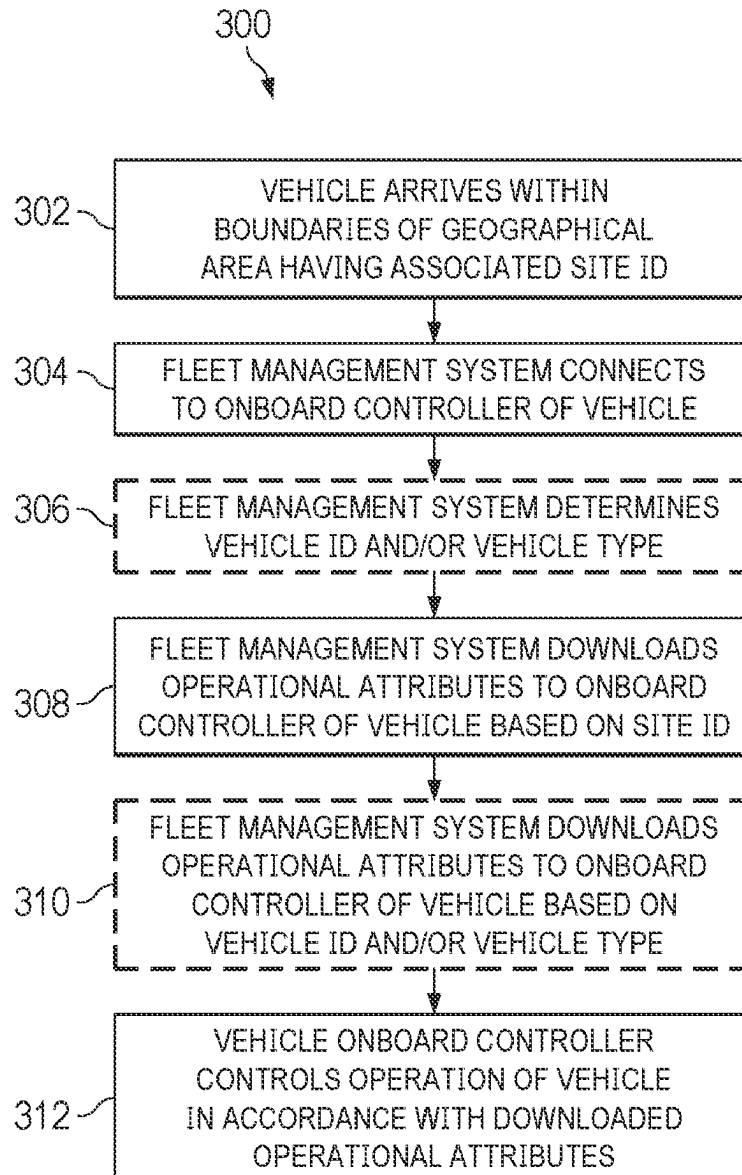 300
302
VEHICLE ARRIVES WITHIN
BOUNDARIES OF GEOGRAPHICAL
AREA HAVING ASSOCIATED SITE ID
304
FLEET MANAGEMENT SYSTEM CONNECTS
TO ONBOARD CONTROLLER OF VEHICLE
306
FLEET MANAGEMENT SYSTEM DETERMINES
VEHICLE ID AND/OR VEHICLE TYPE
308
FLEET MANAGEMENT SYSTEM DOWNLOADS
OPERATIONAL ATTRIBUTES TO ONBOARD
CONTROLLER OF VEHICLE BASED ON SITE ID
310
FLEET MANAGEMENT SYSTEM DOWNLOADS
OPERATIONAL ATTRIBUTES TO ONBOARD
CONTROLLER OF VEHICLE BASED ON
VEHICLE ID AND/OR VEHICLE TYPE
312
VEHICLE ONBOARD CONTROLLER
CONTROLS OPERATION OF VEHICLE
IN ACCORDANCE WITH DOWNLOADED
OPERATIONAL ATTRIBUTES